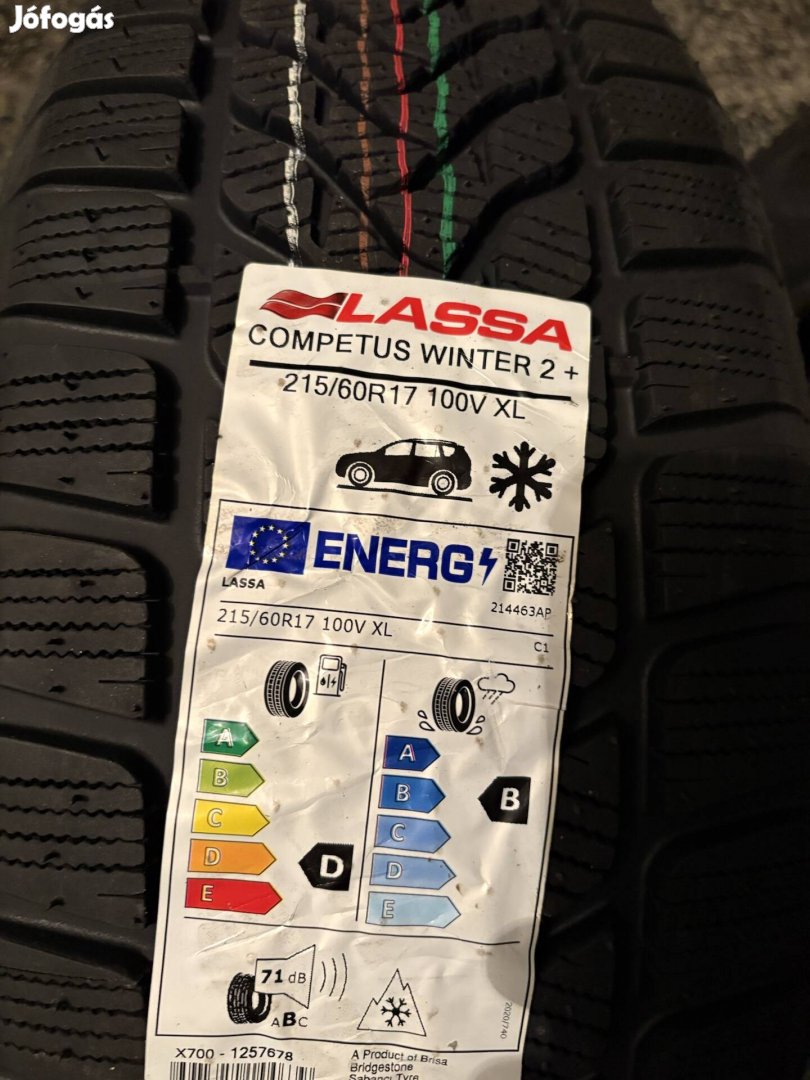 Jófogás
LASSA
COMPETUS WINTER 2 +
215/60R17 100V XL
ENERG
LASSA
214463AP
215/60R17 100V XL
C1
A
B
C
D
E
D
A
B
C
D
E
B
71 dB
ABC
2020/740
X700 - 1257678
A Product of Brisa
Bridgestone
Sabancı Tyre